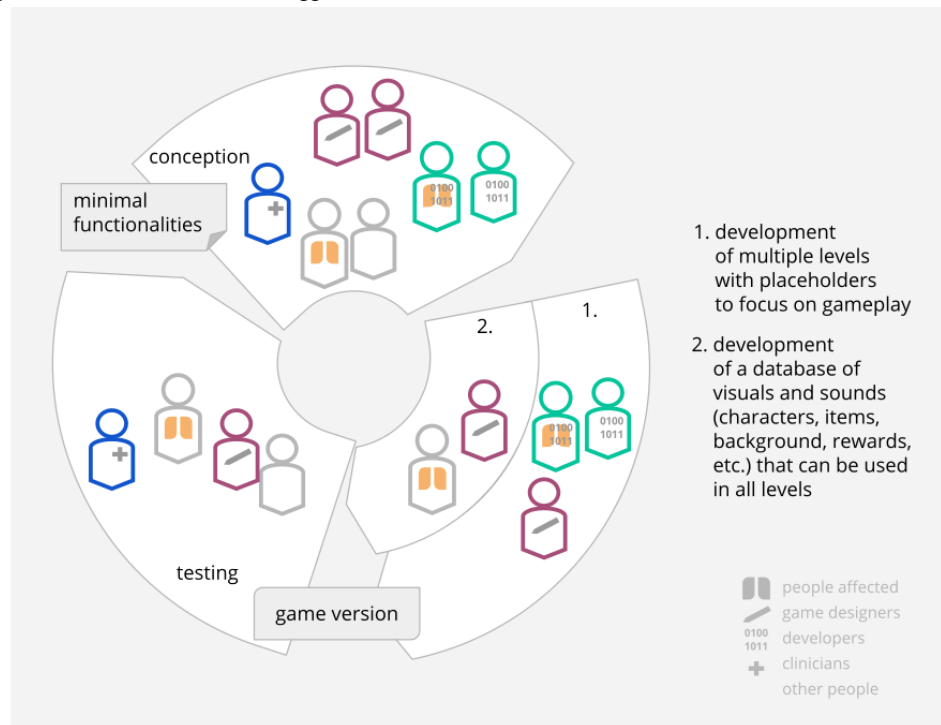 conception
0100
1011
0100
1011
minimal
functionalities
1. development
of multiple levels
with placeholders
to focus on gameplay
2. development
of a database of
visuals and sounds
(characters, items,
background, rewards,
etc.) that can be used
in all levels
1.
2.
0100
1011
0100
1011
testing
game version
people affected
game designers
0100
1011
developers
clinicians
other people